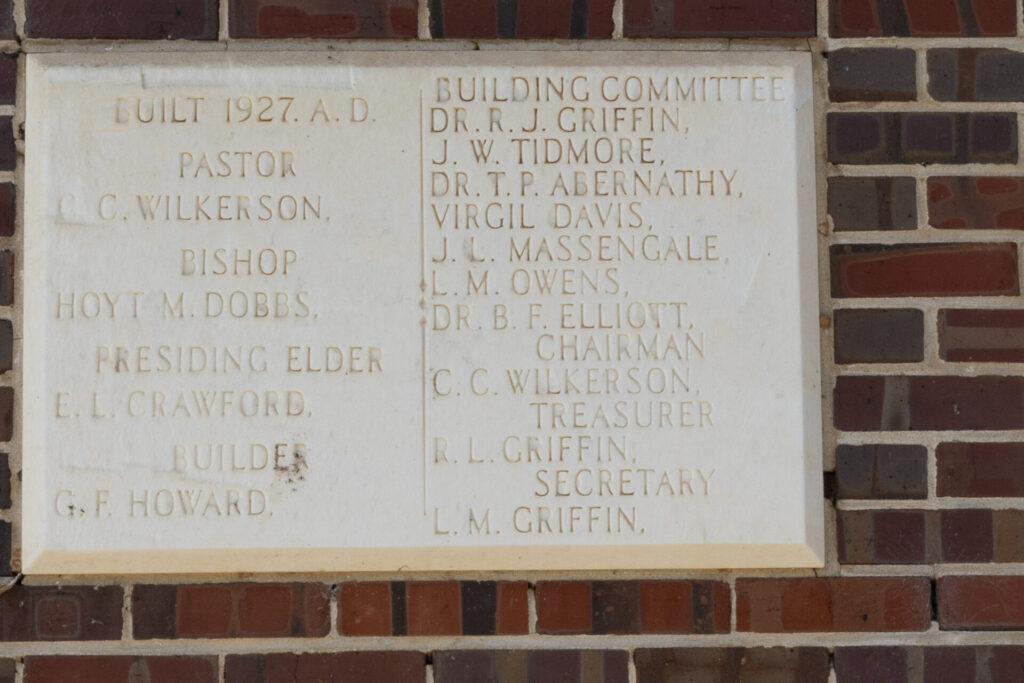 BUILT 1927. A. D.
PASTOR
C. C. WILKERSON,
BISHOP
HOYT M. DOBBS,
PRESIDING ELDER
E. L. CRAWFORD,
BUILDER
G. F. HOWARD,
BUILDING COMMITTEE
DR. R. J. GRIFFIN,
J. W. TIDMORE,
DR. T. P. ABERNATHY,
VIRGIL DAVIS,
J. L. MASSENGALE,
L. M. OWENS,
DR. B. F. ELLIOTT,
CHAIRMAN
C. C. WILKERSON,
TREASURER
R. L. GRIFFIN,
SECRETARY
L. M. GRIFFIN,